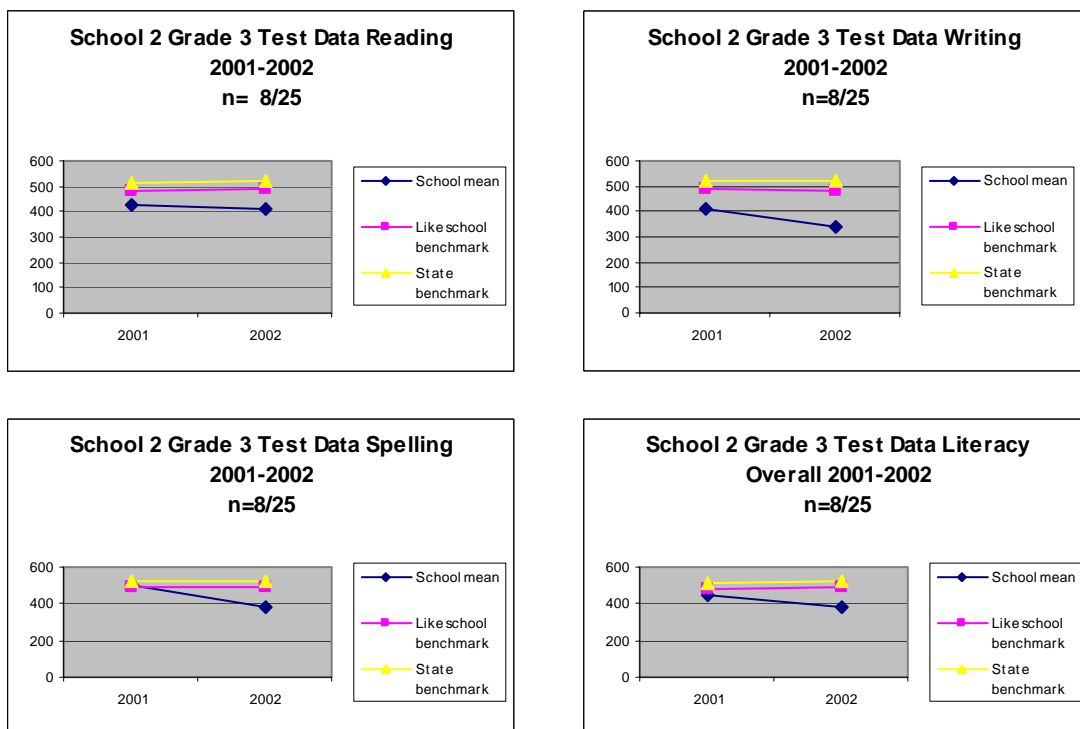 School 2 Grade 3 Test Data Reading
2001-2002
n= 8/25
600
500
400
300
200
100
0
2001 2002
School mean
Like school
benchmark
State
benchmark
School 2 Grade 3 Test Data Writing
2001-2002
n=8/25
600
500
400
300
200
100
0
2001 2002
School mean
Like school
benchmark
State
benchmark
School 2 Grade 3 Test Data Spelling
2001-2002
n=8/25
600
400
200
0
2001 2002
School mean
Like school
benchmark
State
benchmark
School 2 Grade 3 Test Data Literacy
Overall 2001-2002
n=8/25
600
400
200
0
2001 2002
School mean
Like school
benchmark
State
benchmark